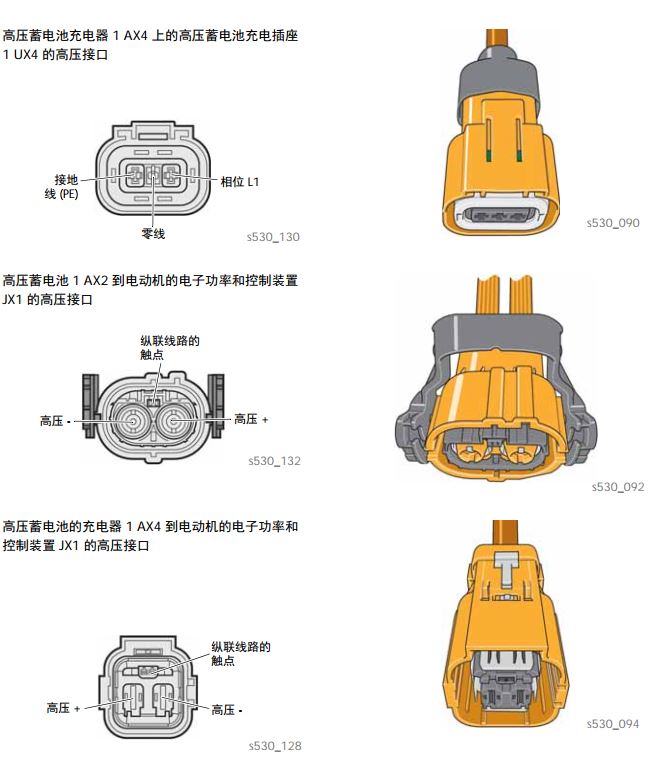 高压蓄电池充电器 1 AX4 上的高压蓄电池充电插座
1 UX4 的高压接口
接地
线 (PE)
相位 L1
零线
s530_130
s530_090
高压蓄电池 1 AX2 到电动机的电子功率和控制装置
JX1 的高压接口
纵联线路的
触点
高压 -
高压 +
s530_132
s530_092
高压蓄电池的充电器 1 AX4 到电动机的电子功率和
控制装置 JX1 的高压接口
纵联线路的
触点
高压 +
高压 -
s530_128
s530_094